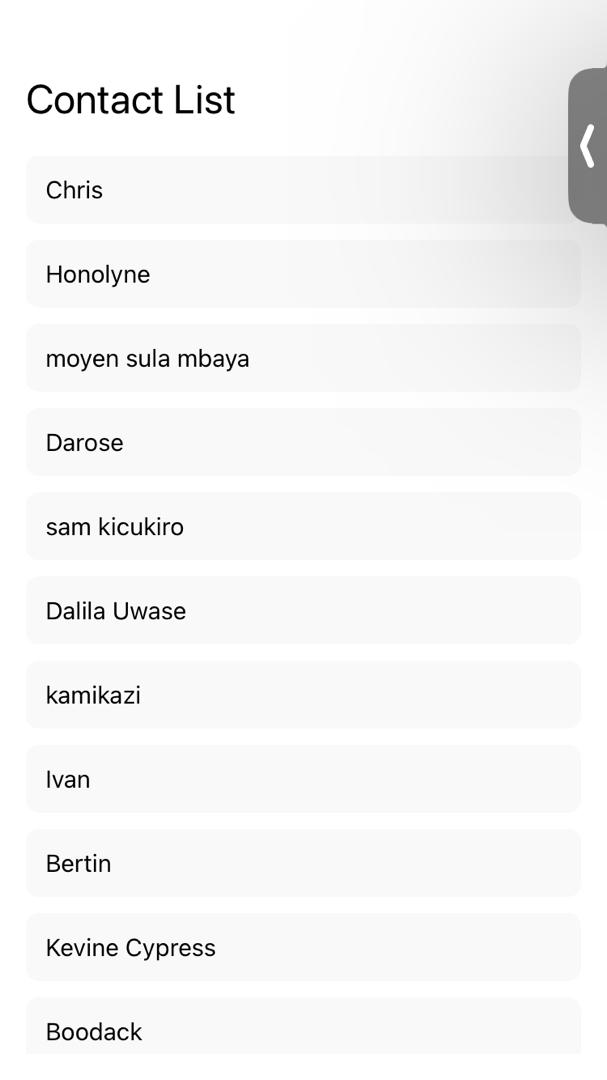 Contact List
Chris
Honolyne
moyen sula mbaya
Darose
sam kicukiro
Dalila Uwase
kamikazi
Ivan
Bertin
Kevine Cypress
Boodack